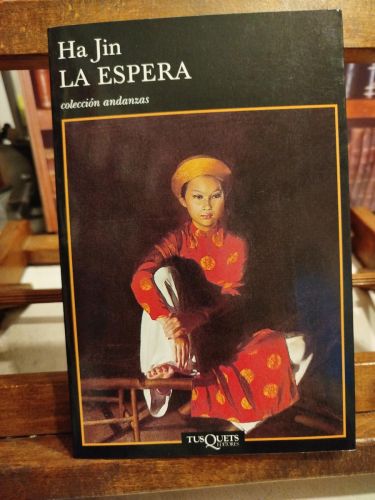 Ha Jin
LA ESPERA
colección andanzas
TUSQUETS
EDITORES